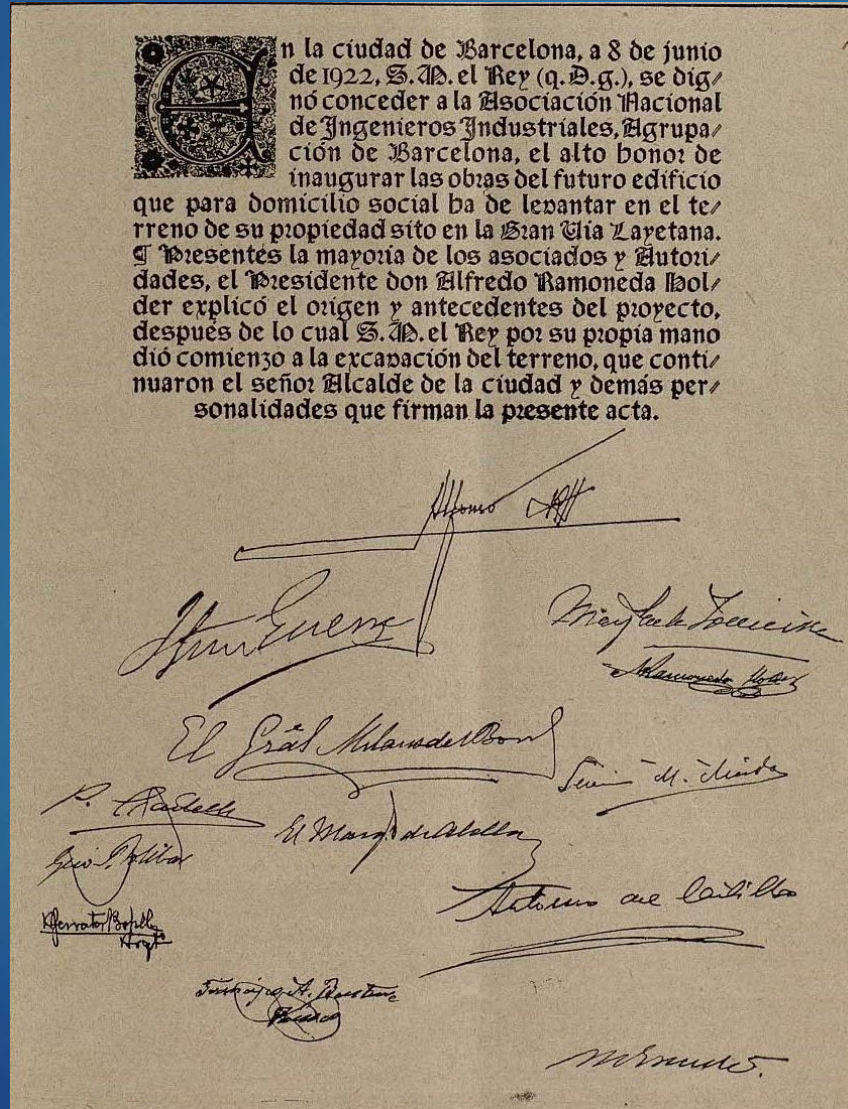 En la ciudad de Barcelona, a 8 de junio
de 1922, S. M. el Rey (q. D. g.), se dig-
nó conceder a la Asociación Nacional
de Ingenieros Industriales, Agrupa-
ción de Barcelona, el alto honor de
inaugurar las obras del futuro edificio
que para domicilio social ha de levantar en el te-
rreno de su propiedad sito en la Gran Vía Layetana.
¶ Presentes la mayoría de los asociados y Autori-
dades, el Presidente don Alfredo Ramoneda Hol-
der explicó el origen y antecedentes del proyecto,
después de lo cual S. M. el Rey por su propia mano
dió comienzo a la excavación del terreno, que conti-
nuaron el señor Alcalde de la ciudad y demás per-
sonalidades que firman la presente acta.
Alfonso
A Ramoneda Holder
El Gral Milans del Bosch
El Marqs de Alella
Antonio